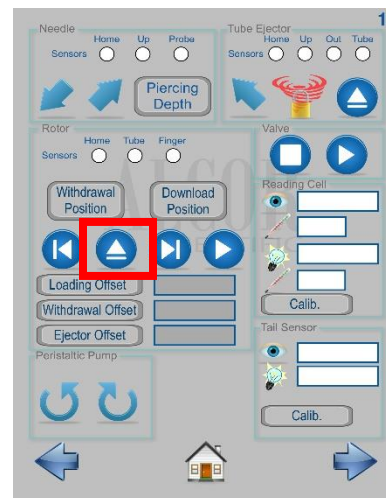 1
Needle
Home Up Probe
Sensors
Piercing
Depth
Tube Ejector
Home Up Out Tube
Sensors
Rotor
Home Tube Finger
Sensors
Withdrawal
Position
Download
Position
Loading Offset
Withdrawal Offset
Ejector Offset
Valve
Reading Cell
Calib.
Tail Sensor
Calib.
Peristaltic Pump